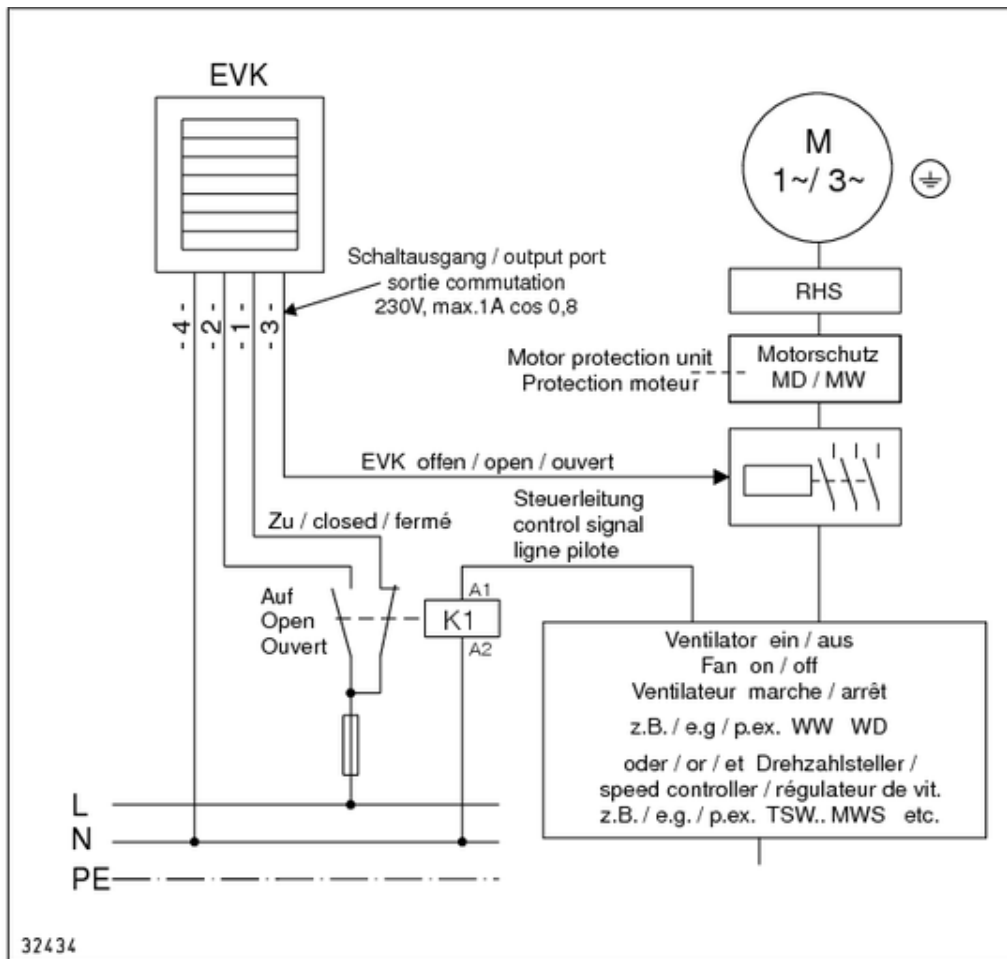 EVK
M
1~/ 3~
Schaltausgang / output port
sortie commutation
230V, max.1A cos 0,8
- 4 -
- 2 -
- 1 -
- 3 -
RHS
Motor protection unit
Protection moteur
Motorschutz
MD / MW
EVK offen / open / ouvert
Steuerleitung
control signal
ligne pilote
Zu / closed / fermé
Auf
Open
Ouvert
A1
K1
A2
Ventilator ein / aus
Fan on / off
Ventilateur marche / arrêt
z.B. / e.g / p.ex. WW WD
oder / or / et Drehzahlsteller /
speed controller / régulateur de vit.
z.B. / e.g. / p.ex. TSW.. MWS etc.
L
N
PE
32434